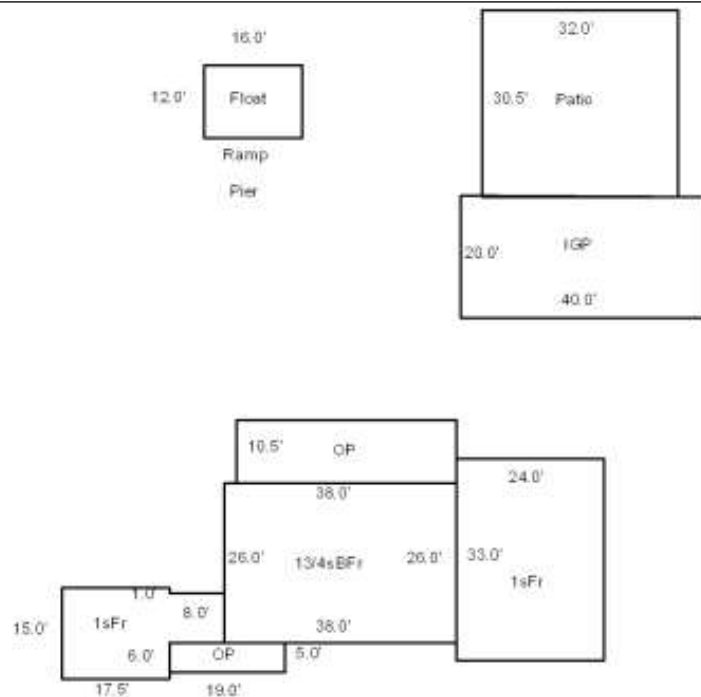 16.0'
12.0'
Float
Ramp
Pier
32.0'
30.5'
Patio
20.0'
IGP
40.0'
10.5'
OP
38.0'
26.0'
13/4sBFr
26.0'
38.0'
24.0'
33.0'
1sFr
1.0'
8.0'
15.0'
1sFr
6.0'
OP
5.0'
17.5'
19.0'